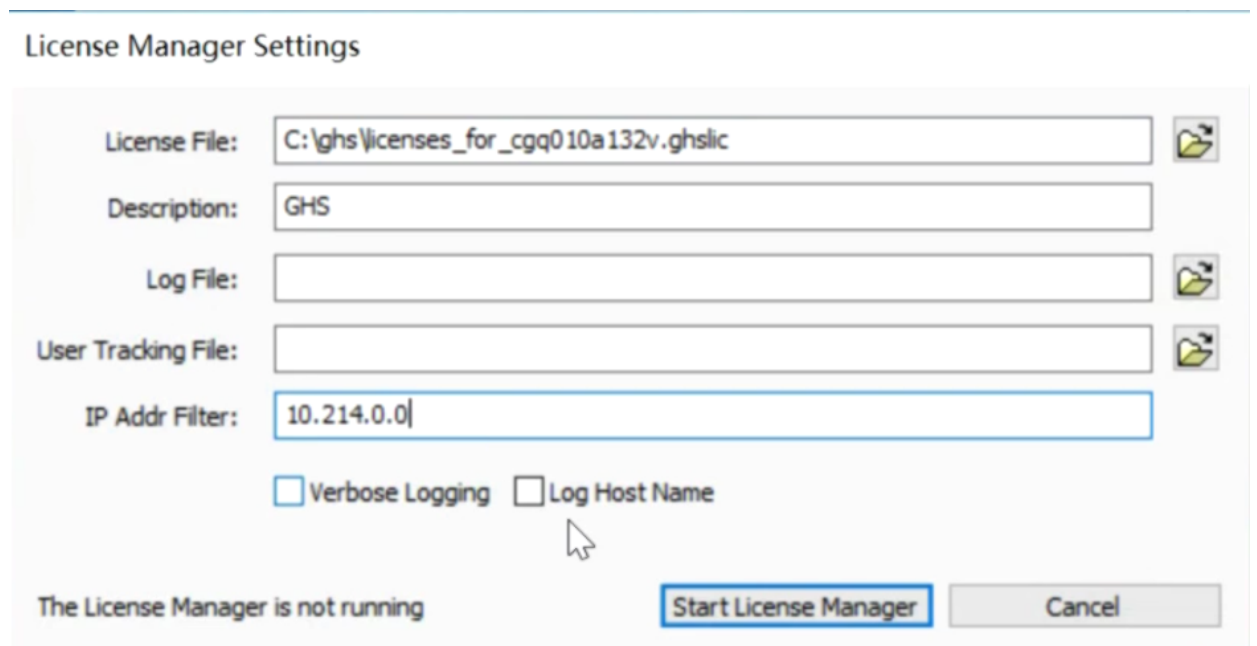 License Manager Settings
License File: C:\ghs\licenses_for_cgq010a132v.ghslic
Description: GHS
Log File:
User Tracking File:
IP Addr Filter: 10.214.0.0
Verbose Logging Log Host Name
The License Manager is not running Start License Manager Cancel